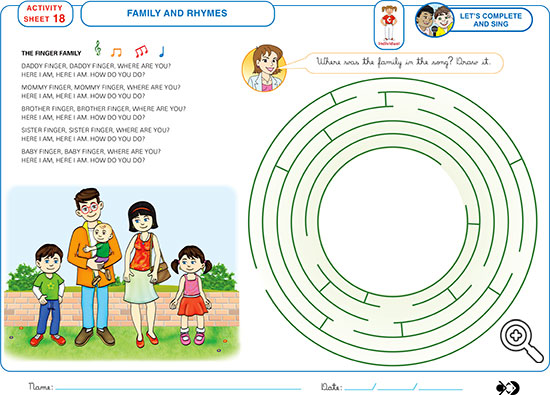 ACTIVITY
SHEET 18
FAMILY AND RHYMES
Individual
LET'S COMPLETE
AND SING
THE FINGER FAMILY
DADDY FINGER, DADDY FINGER, WHERE ARE YOU?
HERE I AM, HERE I AM. HOW DO YOU DO?
MOMMY FINGER, MOMMY FINGER, WHERE ARE YOU?
HERE I AM, HERE I AM. HOW DO YOU DO?
BROTHER FINGER, BROTHER FINGER, WHERE ARE YOU?
HERE I AM, HERE I AM. HOW DO YOU DO?
SISTER FINGER, SISTER FINGER, WHERE ARE YOU?
HERE I AM, HERE I AM. HOW DO YOU DO?
BABY FINGER, BABY FINGER, WHERE ARE YOU?
HERE I AM, HERE I AM. HOW DO YOU DO?
Where was the family in the song? Draw it.
Name:
Date: / /